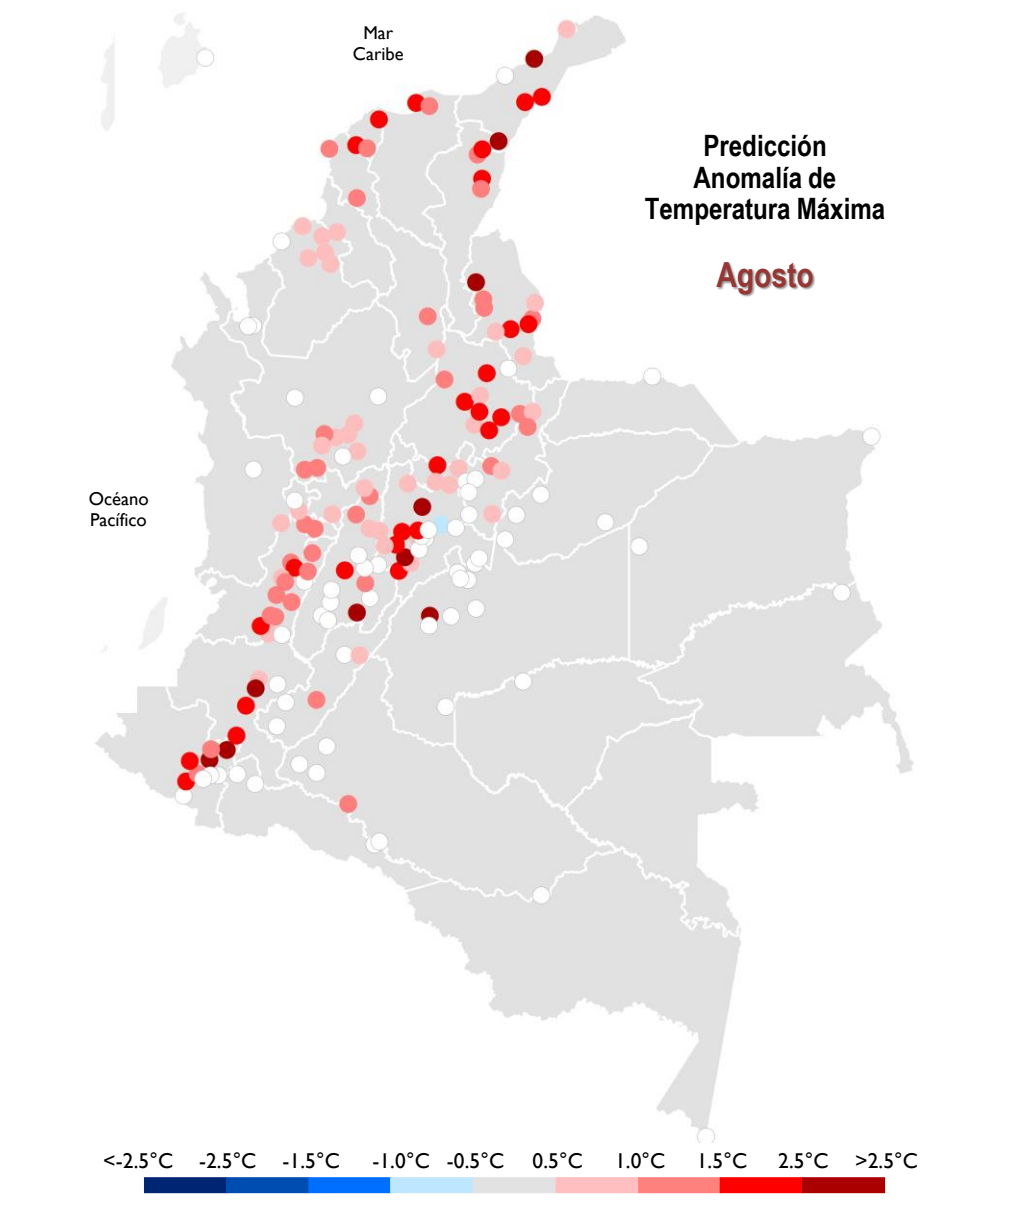 Mar
Caribe
Predicción
Anomalía de
Temperatura Máxima
Agosto
Océano
Pacífico
<-2.5°C -2.5°C -1.5°C -1.0°C -0.5°C 0.5°C 1.0°C 1.5°C 2.5°C >2.5°C